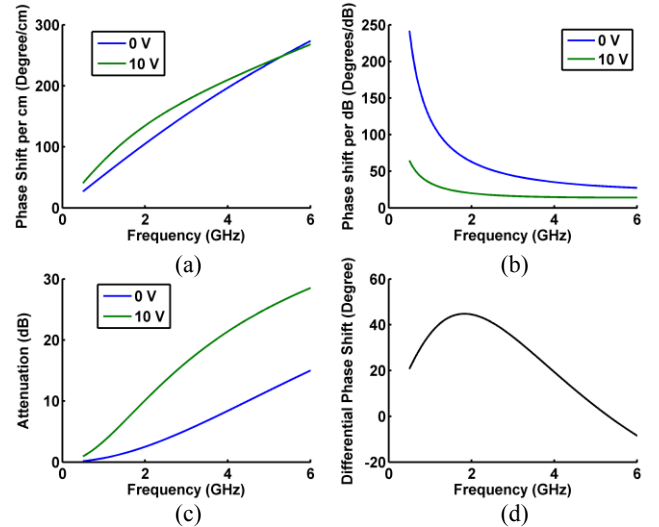 Phase Shift per cm (Degree/cm)
300
200
100
0
0 V
10 V
0
2
4
6
Frequency (GHz)
(a)
Phase shift per dB (Degrees/dB)
250
200
150
100
50
0
0 V
10 V
0
2
4
6
Frequency (GHz)
(b)
Attenuation (dB)
30
20
10
0
0 V
10 V
0
2
4
6
Frequency (GHz)
(c)
Differential Phase Shift (Degree)
60
40
20
0
-20
0
2
4
6
Frequency (GHz)
(d)